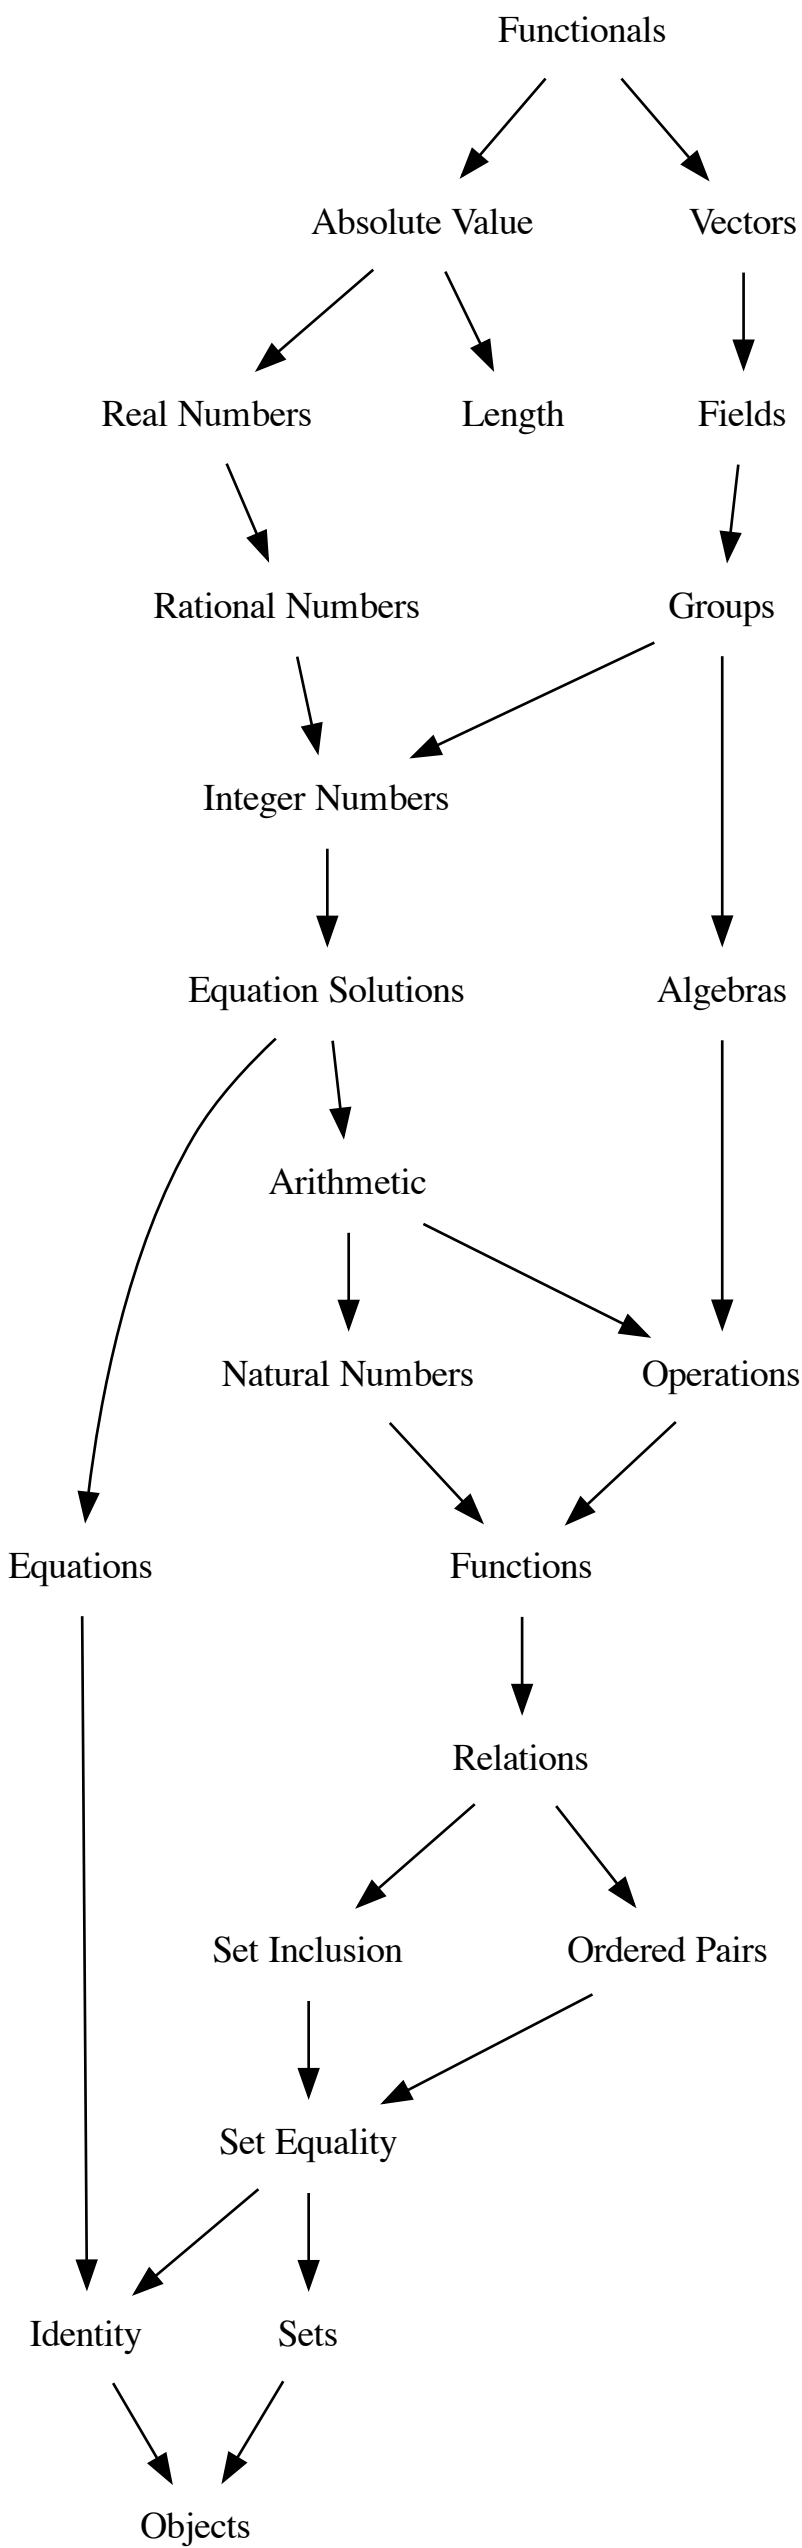 Functionals
Absolute Value
Vectors
Real Numbers
Length
Fields
Rational Numbers
Groups
Integer Numbers
Equation Solutions
Algebras
Arithmetic
Natural Numbers
Operations
Equations
Functions
Relations
Set Inclusion
Ordered Pairs
Set Equality
Identity
Sets
Objects